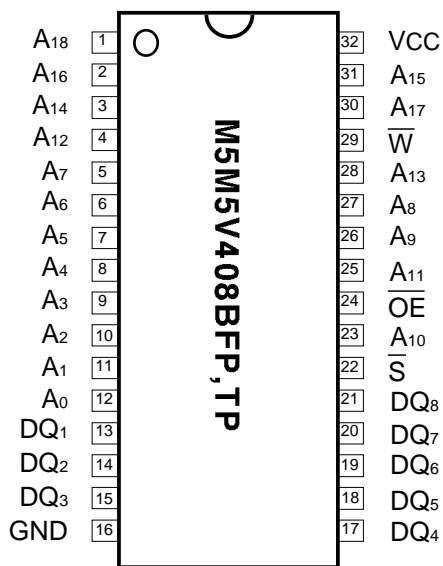 A18 1 32 VCC
A16 2 31 A15
A14 3 30 A17
A12 4 29 W̅
A7 5 28 A13
A6 6 27 A8
A5 7 26 A9
A4 8 25 A11
A3 9 24 O̅E̅
A2 10 23 A10
A1 11 22 S̅
A0 12 21 DQ8
DQ1 13 20 DQ7
DQ2 14 19 DQ6
DQ3 15 18 DQ5
GND 16 17 DQ4
M5M5V408BFP,TP